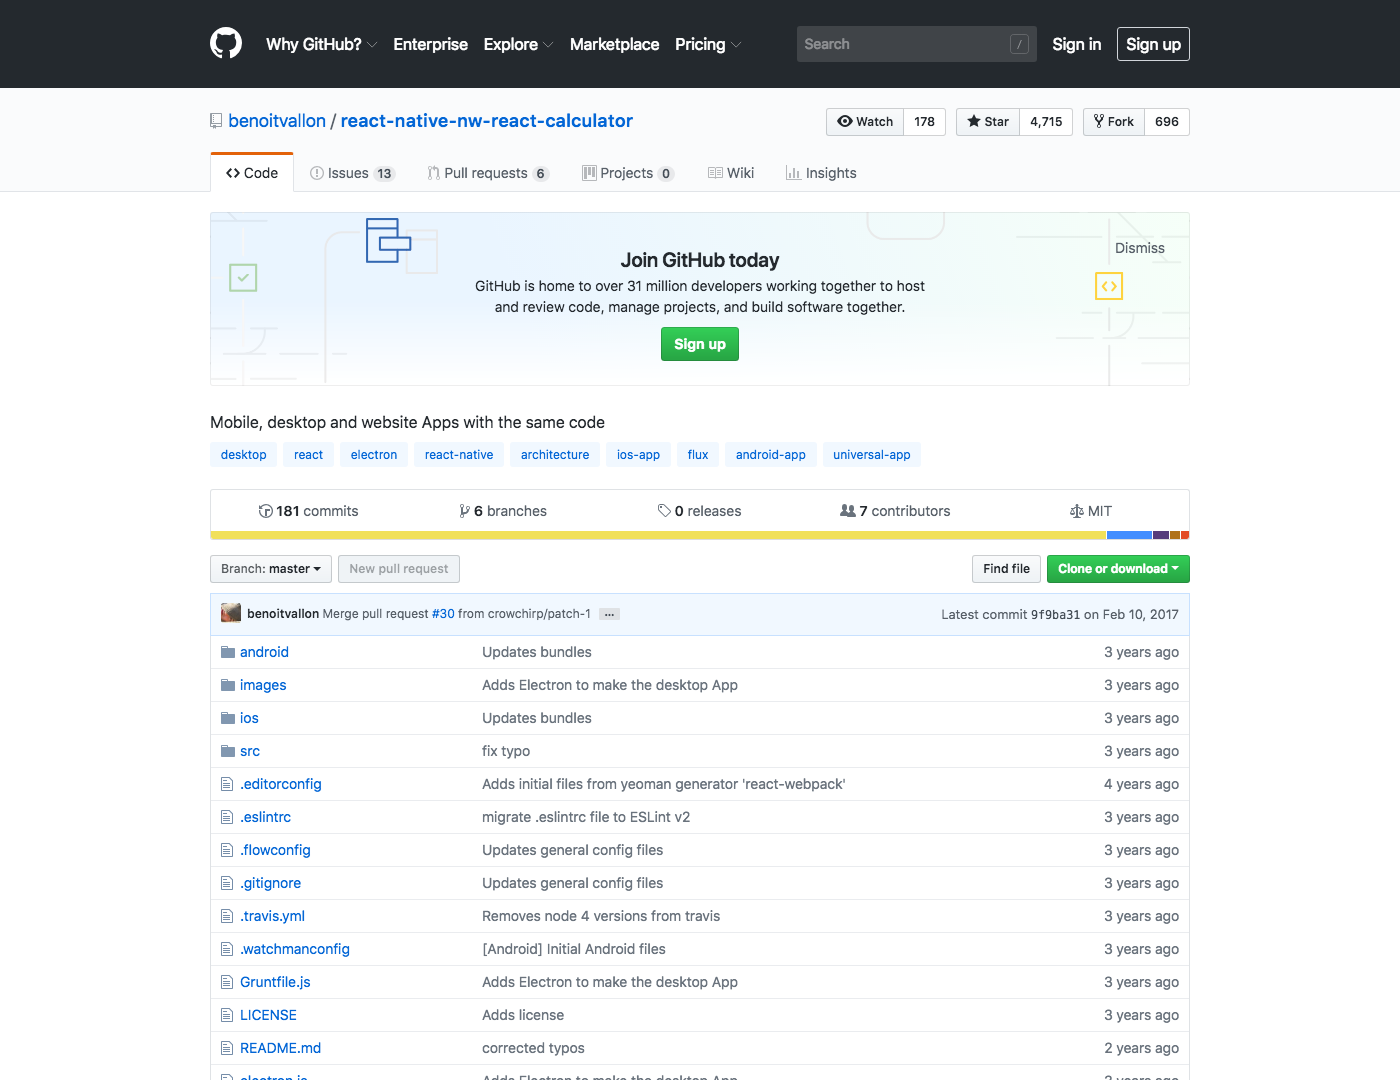 Why GitHub? Enterprise Explore Marketplace Pricing Search / Sign in Sign up
benoitvallon / react-native-nw-react-calculator Watch 178 Star 4,715 Fork 696
Code Issues 13 Pull requests 6 Projects 0 Wiki Insights
Dismiss
Join GitHub today
GitHub is home to over 31 million developers working together to host
and review code, manage projects, and build software together.
Sign up
Mobile, desktop and website Apps with the same code
desktop react electron react-native architecture ios-app flux android-app universal-app
181 commits 6 branches 0 releases 7 contributors MIT
Branch: master New pull request Find file Clone or download
benoitvallon Merge pull request #30 from crowchirp/patch-1 … Latest commit 9f9ba31 on Feb 10, 2017
android Updates bundles 3 years ago
images Adds Electron to make the desktop App 3 years ago
ios Updates bundles 3 years ago
src fix typo 3 years ago
.editorconfig Adds initial files from yeoman generator 'react-webpack' 4 years ago
.eslintrc migrate .eslintrc file to ESLint v2 3 years ago
.flowconfig Updates general config files 3 years ago
.gitignore Updates general config files 3 years ago
.travis.yml Removes node 4 versions from travis 3 years ago
.watchmanconfig [Android] Initial Android files 3 years ago
Gruntfile.js Adds Electron to make the desktop App 3 years ago
LICENSE Adds license 3 years ago
README.md corrected typos 2 years ago
electron.js Adds Electron to make the desktop App 3 years ago